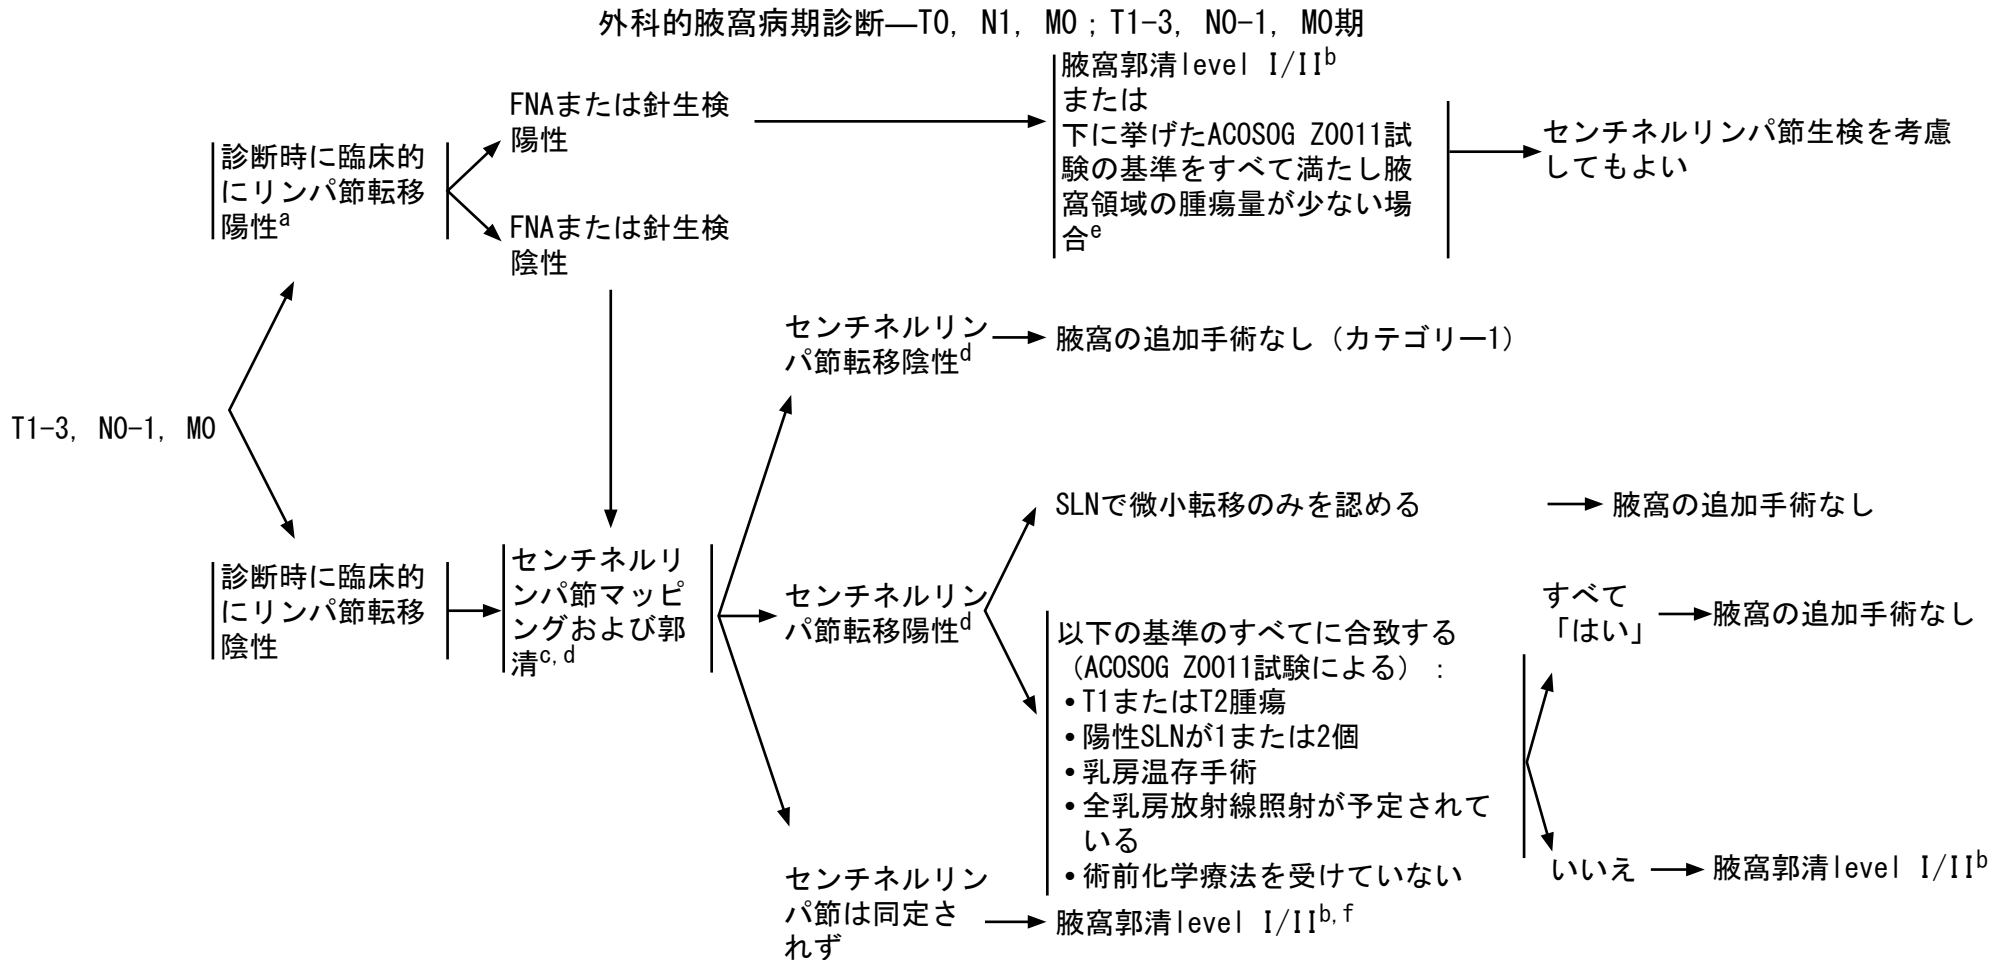 外科的腋窩病期診断―T0, N1, M0；T1-3, N0-1, M0期
T1-3, N0-1, M0
診断時に臨床的
にリンパ節転移
陽性a
FNAまたは針生検
陽性
FNAまたは針生検
陰性
腋窩郭清level I/IIb
または
下に挙げたACOSOG Z0011試
験の基準をすべて満たし腋
窩領域の腫瘍量が少ない場
合e
センチネルリンパ節生検を考慮
してもよい
診断時に臨床的
にリンパ節転移
陰性
センチネルリ
ンパ節マッピ
ングおよび郭
清c,d
センチネルリン
パ節転移陰性d
腋窩の追加手術なし（カテゴリー1）
センチネルリン
パ節転移陽性d
SLNで微小転移のみを認める
腋窩の追加手術なし
以下の基準のすべてに合致する
（ACOSOG Z0011試験による）：
•T1またはT2腫瘍
•陽性SLNが1または2個
•乳房温存手術
•全乳房放射線照射が予定されて
いる
•術前化学療法を受けていない
すべて
「はい」
腋窩の追加手術なし
いいえ
腋窩郭清level I/IIb
センチネルリン
パ節は同定さ
れず
腋窩郭清level I/IIb,f